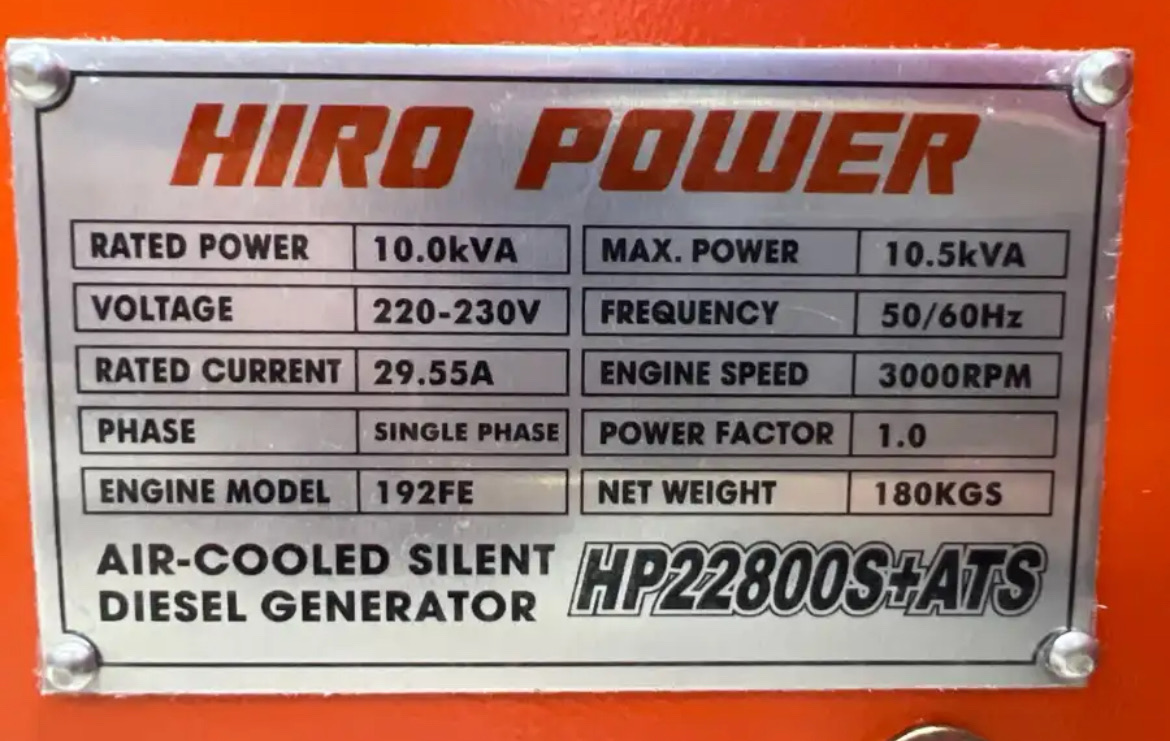 HIRO POWER
RATED POWER 10.0kVA MAX. POWER 10.5kVA
VOLTAGE 220-230V FREQUENCY 50/60Hz
RATED CURRENT 29.55A ENGINE SPEED 3000RPM
PHASE SINGLE PHASE POWER FACTOR 1.0
ENGINE MODEL 192FE NET WEIGHT 180KGS
AIR-COOLED SILENT
DIESEL GENERATOR
HP22800S+ATS